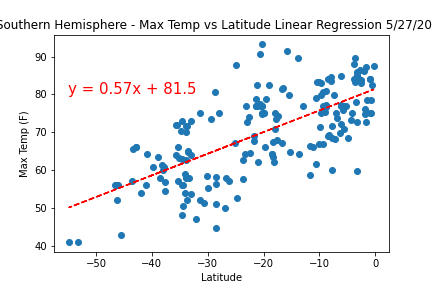 Southern Hemisphere - Max Temp vs Latitude Linear Regression 5/27/20
90
y = 0.57x + 81.5
80
70
60
50
40
Max Temp (F)
−50 −40 −30 −20 −10 0
Latitude